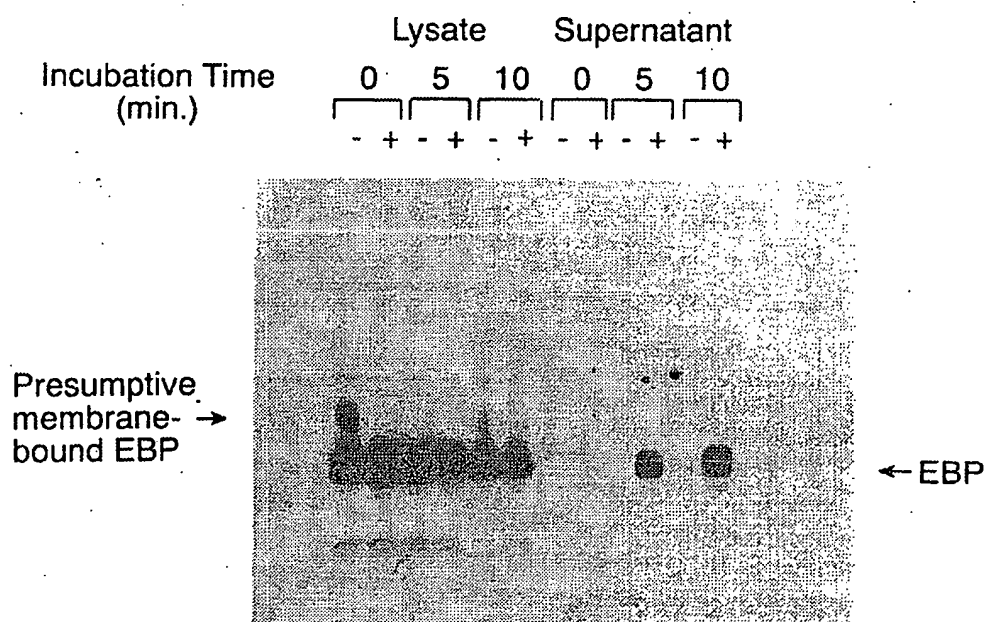 Lysate Supernatant
Incubation Time 0 5 10 0 5 10
(min.)
- + - + - + - + - + - +
Presumptive
membrane- →
bound EBP
← EBP